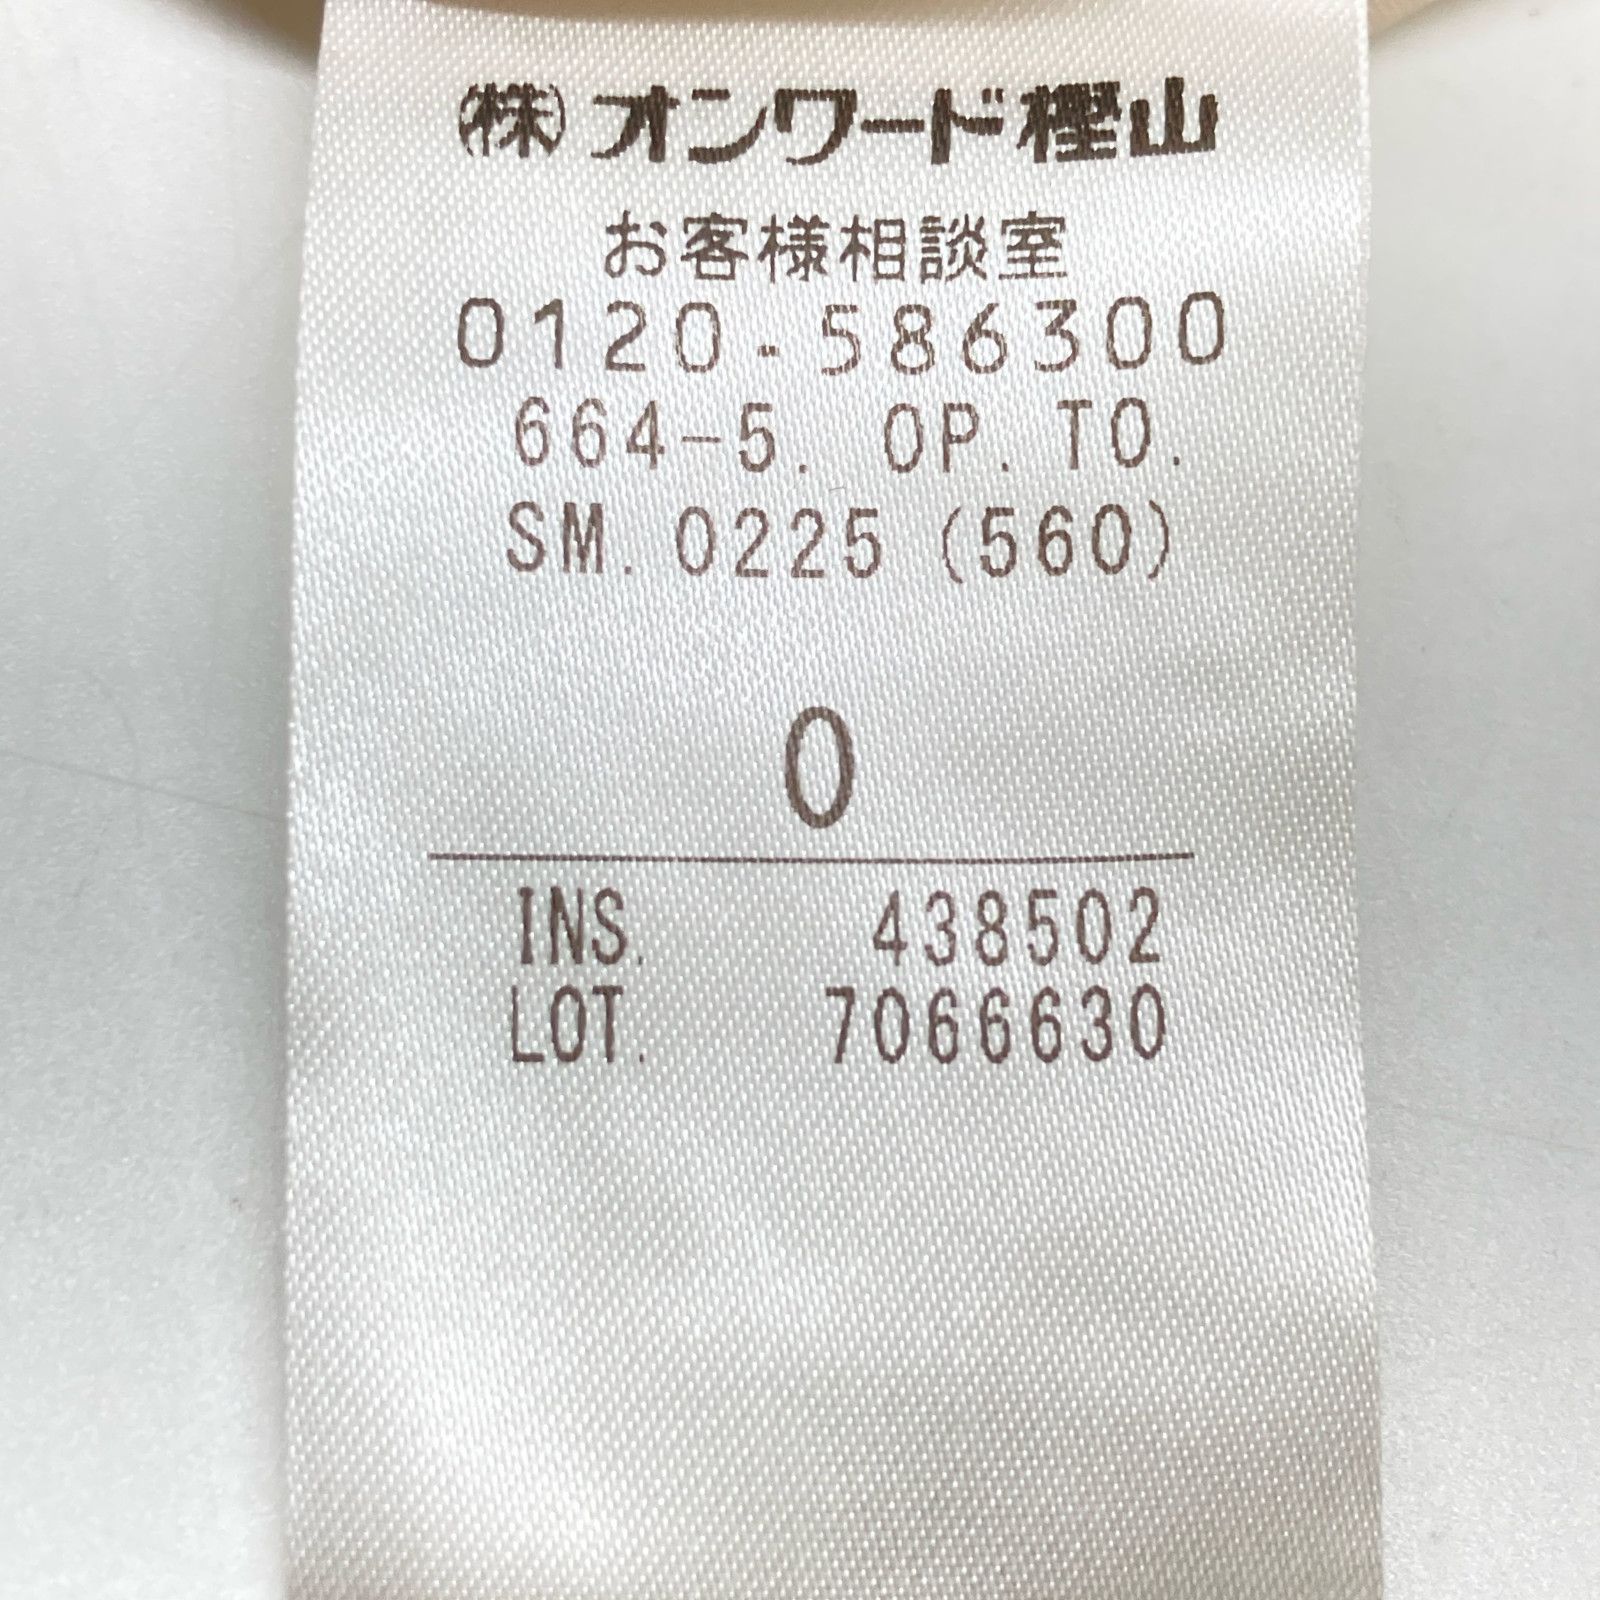 ㈱オンワード樫山
お客様相談室
0120-586300
664-5. OP. TO.
SM. 0225 (560)
0
INS. 438502
LOT. 7066630